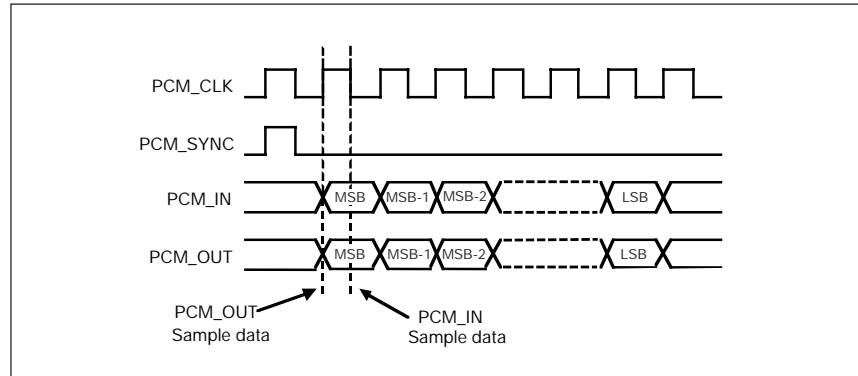 PCM_CLK
PCM_SYNC
PCM_IN
MSB MSB-1 MSB-2 LSB
PCM_OUT
MSB MSB-1 MSB-2 LSB
PCM_OUT
Sample data
PCM_IN
Sample data